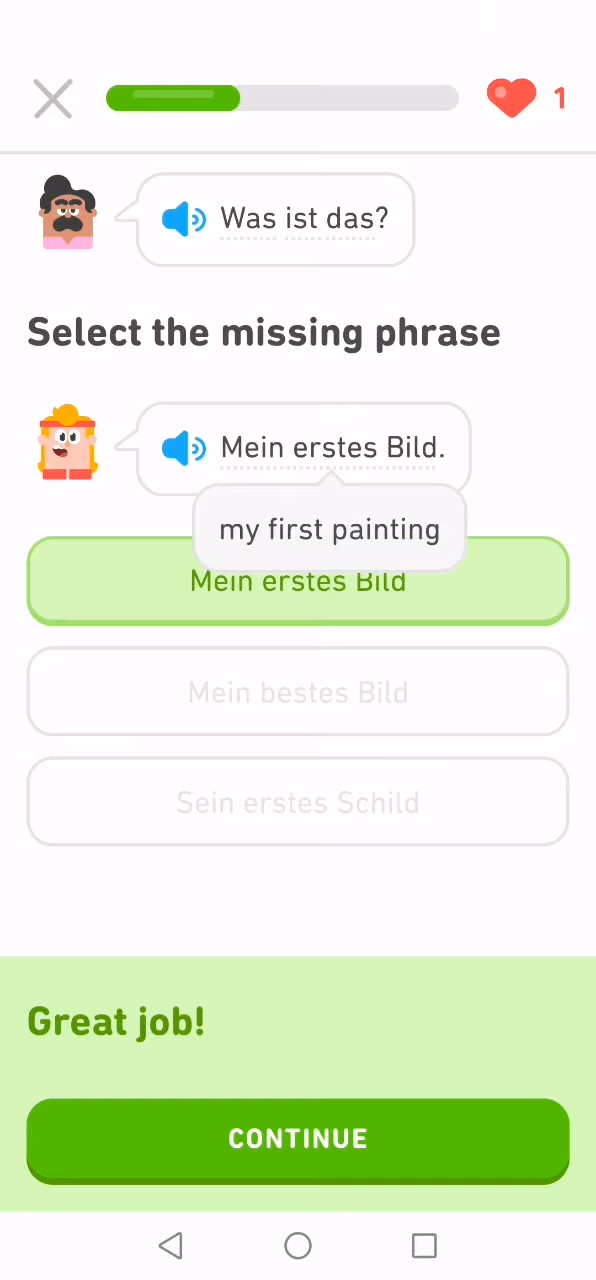 1
Was ist das?
Select the missing phrase
Mein erstes Bild.
my first painting
Mein erstes Bild
Mein bestes Bild
Sein erstes Schild
Great job!
CONTINUE